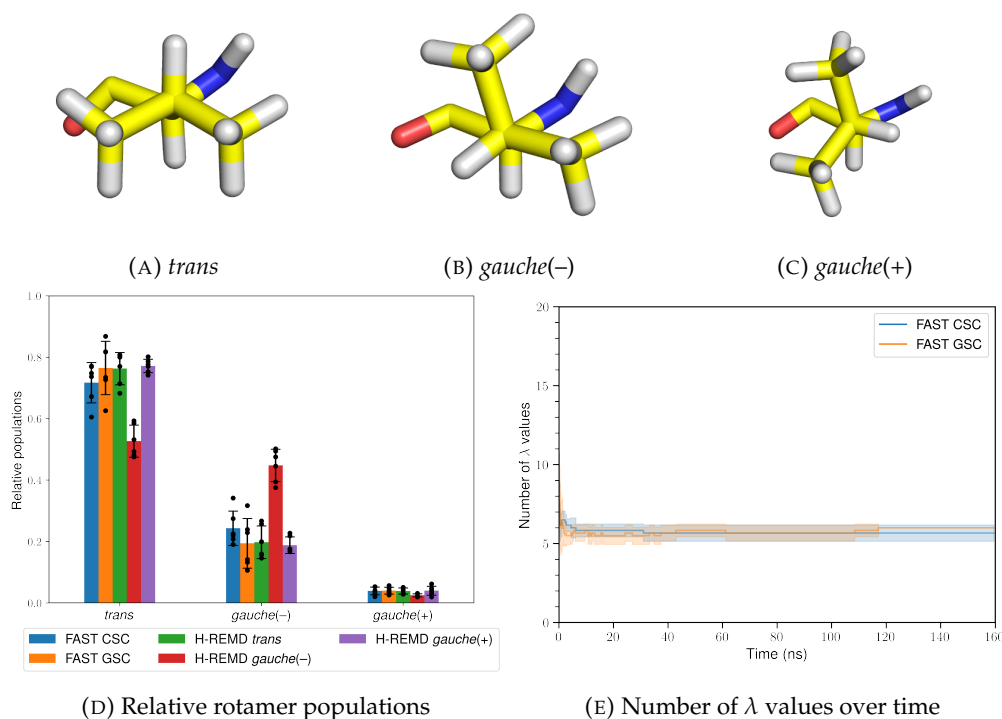 (A) trans
(B) gauche(−)
(C) gauche(+)
1.0
0.8
0.6
0.4
0.2
0.0
Relative populations
trans
gauche(−)
gauche(+)
FAST CSC
FAST GSC
H-REMD trans
H-REMD gauche(−)
H-REMD gauche(+)
(D) Relative rotamer populations
20
15
10
5
0
Number of λ values
0 20 40 60 80 100 120 140 160
Time (ns)
FAST CSC
FAST GSC
(E) Number of λ values over time